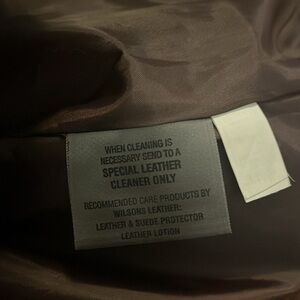 WHEN CLEANING IS
NECESSARY SEND TO A
SPECIAL LEATHER
CLEANER ONLY
RECOMMENDED CARE PRODUCTS BY
WILSONS LEATHER:
LEATHER & SUEDE PROTECTOR
LEATHER LOTION